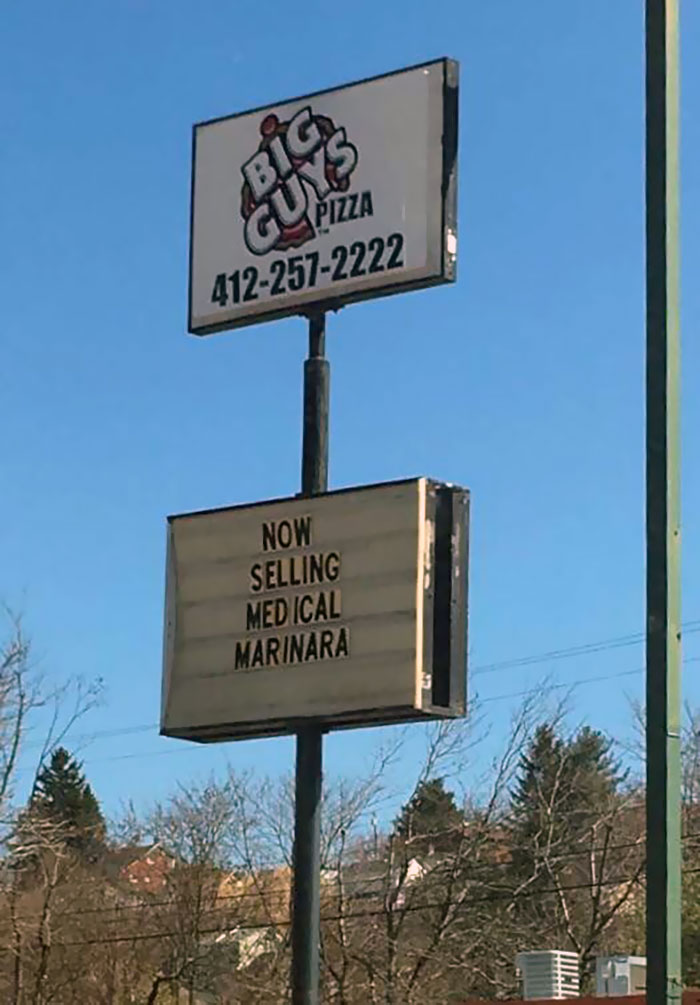 BIG
GUYS
PIZZA
412-257-2222
NOW
SELLING
MEDICAL
MARINARA